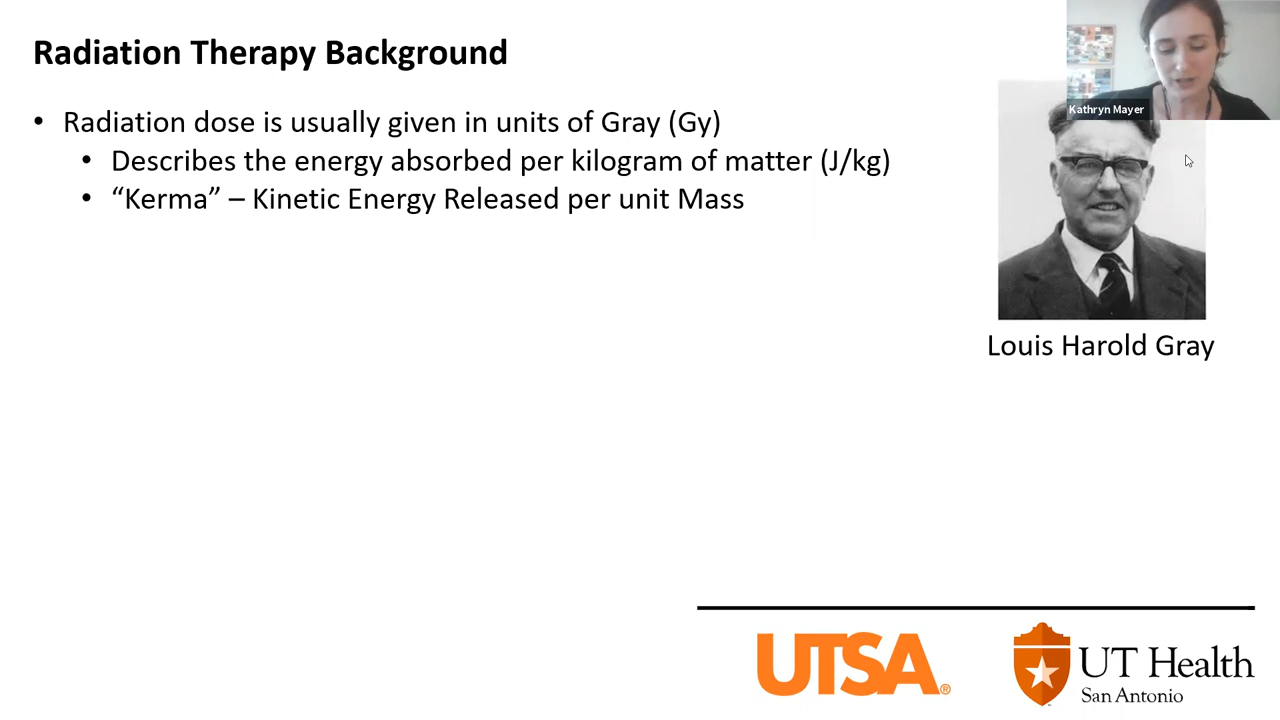 Radiation Therapy Background
• Radiation dose is usually given in units of Gray (Gy)
• Describes the energy absorbed per kilogram of matter (J/kg)
• “Kerma” – Kinetic Energy Released per unit Mass
Kathryn Mayer
Louis Harold Gray
UTSA®
UT Health
San Antonio